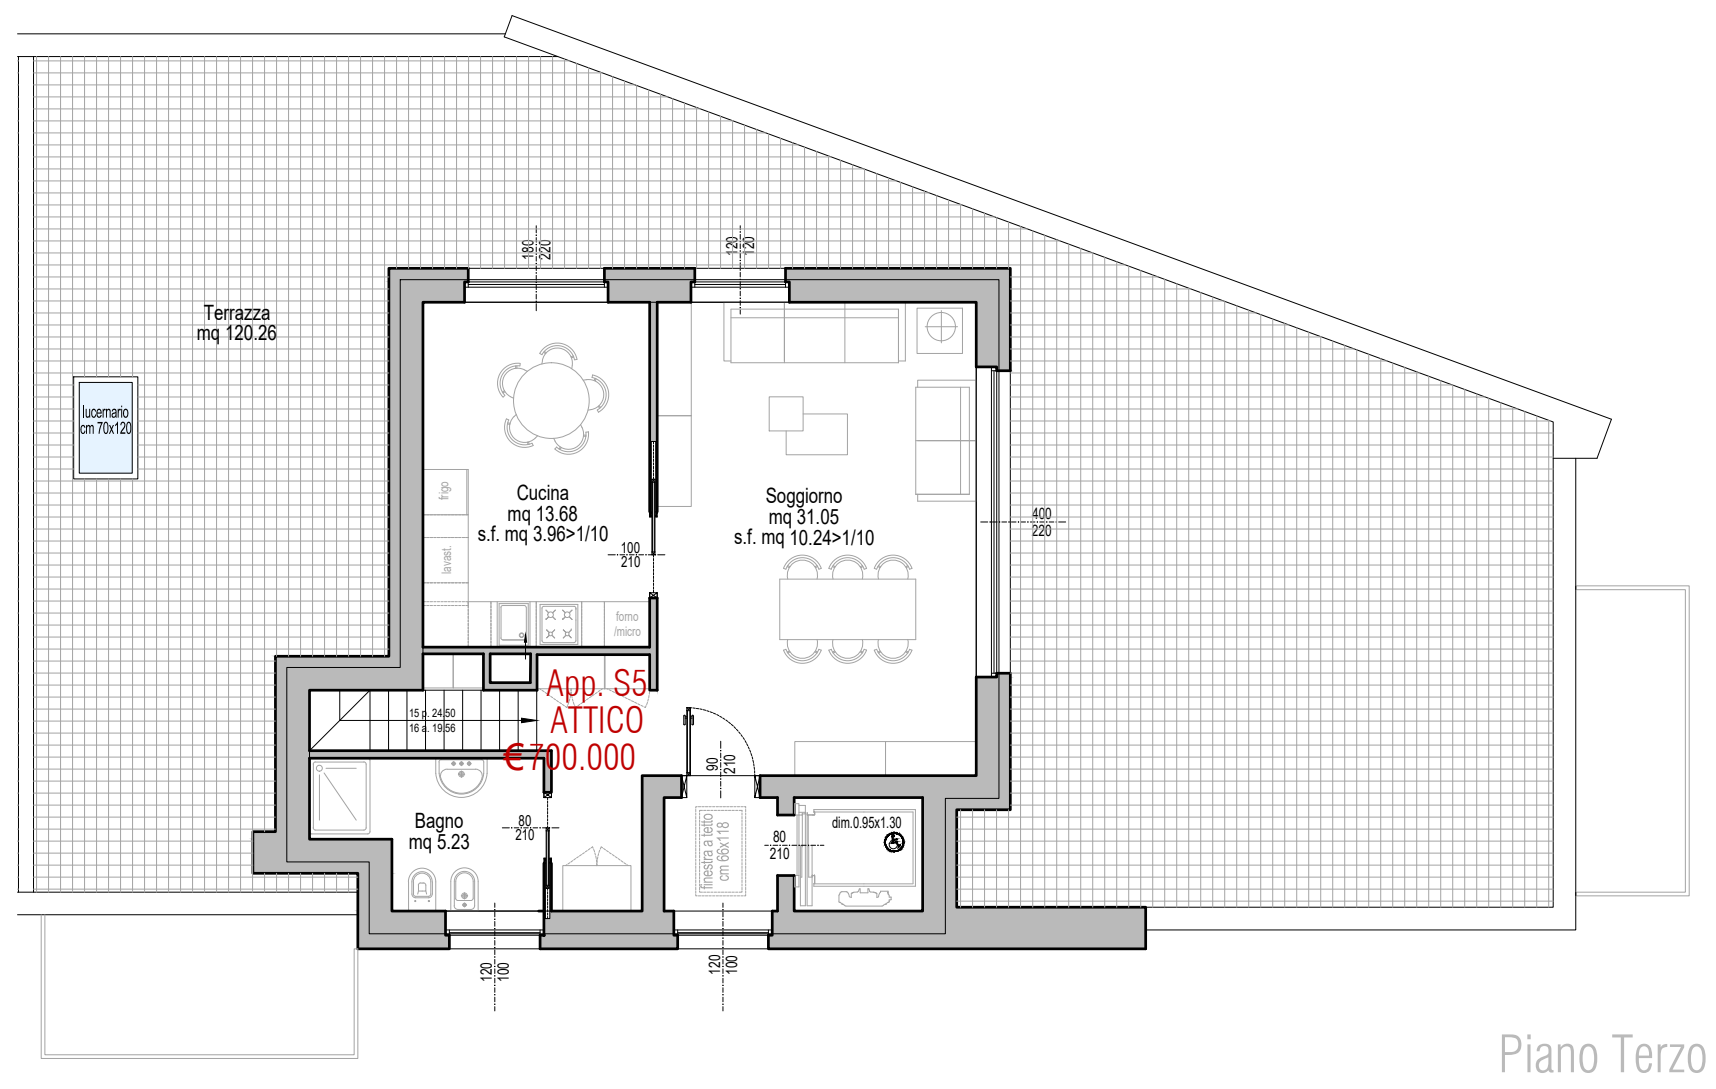 180
220
120
120
Terrazza
mq 120.26
lucernario
cm 70x120
frigo
Cucina
mq 13.68
s.f. mq 3.96>1/10
lavast.
100
210
forno
/micro
Soggiorno
mq 31.05
s.f. mq 10.24>1/10
400
220
App. S5
ATTICO
€700.000
15 p. 24.50
16 a. 19.56
90
210
Bagno
mq 5.23
80
210
finestra a tetto
cm 66x118
80
210
dim.0.95x1.30
120
100
120
100
Piano Terzo